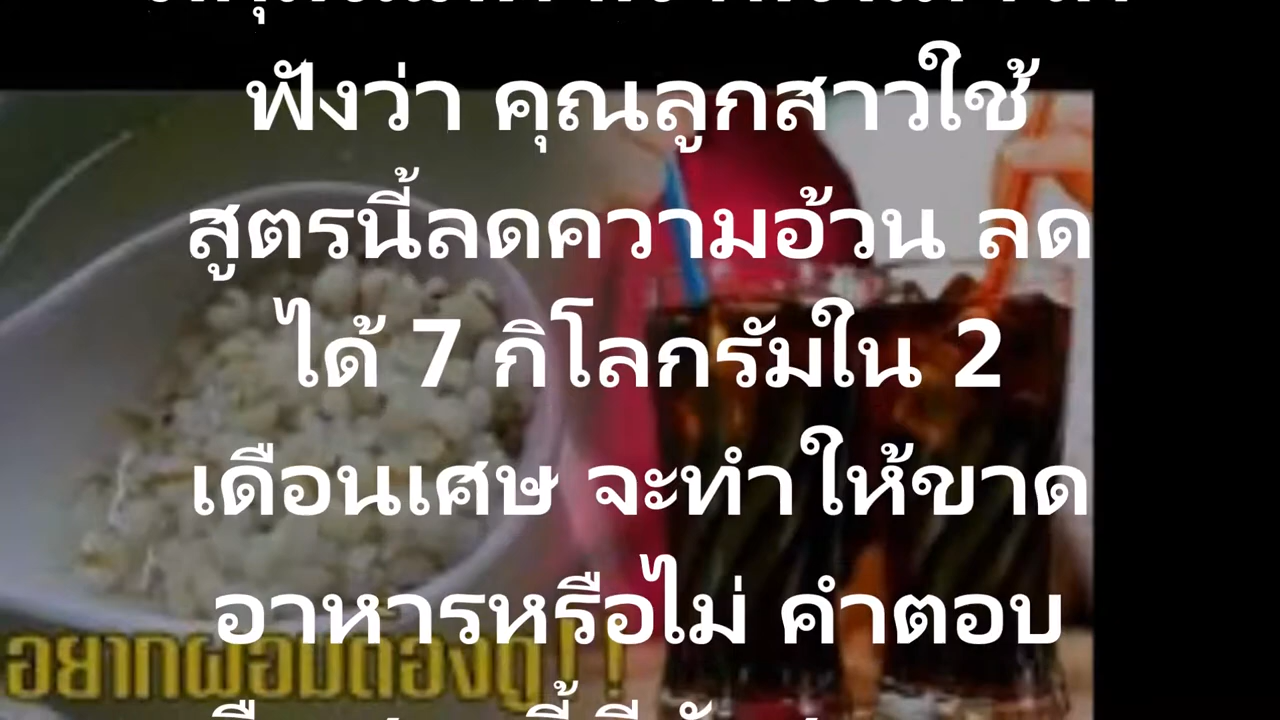 ฟังว่า คุณลูกสาวใช้
สูตรนี้ลดความอ้วน ลด
ได้ 7 กิโลกรัมใน 2
เดือนเศษ จะทำให้ขาด
อาหารหรือไม่ คำตอบ
อยากผอมต้องดู!!